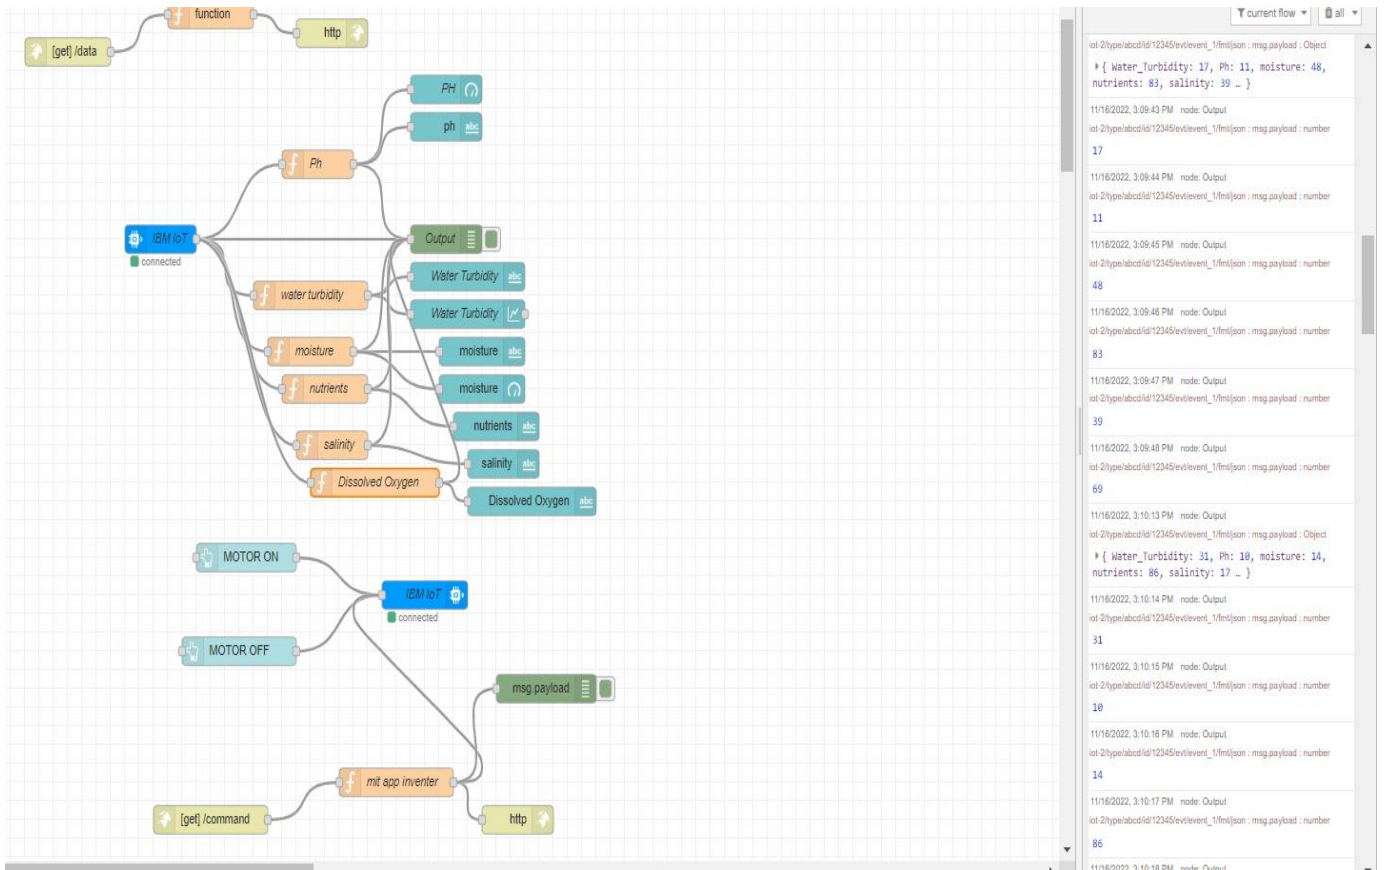 function
http
[get] /data
PH
ph abc
Ph
IBM IoT
connected
Output
Water Turbidity abc
water turbidity
Water Turbidity
moisture
moisture abc
nutrients
moisture
nutrients abc
salinity
salinity abc
Dissolved Oxygen
Dissolved Oxygen abc
MOTOR ON
IBM IoT
connected
MOTOR OFF
msg.payload
mit app inventer
[get] /command
http
current flow
all
iot-2/type/abcd/id/12345/evt/event_1/fmt/json : msg.payload : Object
{ Water_Turbidity: 17, Ph: 11, moisture: 48,
nutrients: 83, salinity: 39 … }
11/16/2022, 3:09:43 PM node: Output
iot-2/type/abcd/id/12345/evt/event_1/fmt/json : msg.payload : number
17
11/16/2022, 3:09:44 PM node: Output
iot-2/type/abcd/id/12345/evt/event_1/fmt/json : msg.payload : number
11
11/16/2022, 3:09:45 PM node: Output
iot-2/type/abcd/id/12345/evt/event_1/fmt/json : msg.payload : number
48
11/16/2022, 3:09:46 PM node: Output
iot-2/type/abcd/id/12345/evt/event_1/fmt/json : msg.payload : number
83
11/16/2022, 3:09:47 PM node: Output
iot-2/type/abcd/id/12345/evt/event_1/fmt/json : msg.payload : number
39
11/16/2022, 3:09:48 PM node: Output
iot-2/type/abcd/id/12345/evt/event_1/fmt/json : msg.payload : number
69
11/16/2022, 3:10:13 PM node: Output
iot-2/type/abcd/id/12345/evt/event_1/fmt/json : msg.payload : Object
{ Water_Turbidity: 31, Ph: 10, moisture: 14,
nutrients: 86, salinity: 17 … }
11/16/2022, 3:10:14 PM node: Output
iot-2/type/abcd/id/12345/evt/event_1/fmt/json : msg.payload : number
31
11/16/2022, 3:10:15 PM node: Output
iot-2/type/abcd/id/12345/evt/event_1/fmt/json : msg.payload : number
10
11/16/2022, 3:10:16 PM node: Output
iot-2/type/abcd/id/12345/evt/event_1/fmt/json : msg.payload : number
14
11/16/2022, 3:10:17 PM node: Output
iot-2/type/abcd/id/12345/evt/event_1/fmt/json : msg.payload : number
86
11/16/2022, 3:10:18 PM node: Output